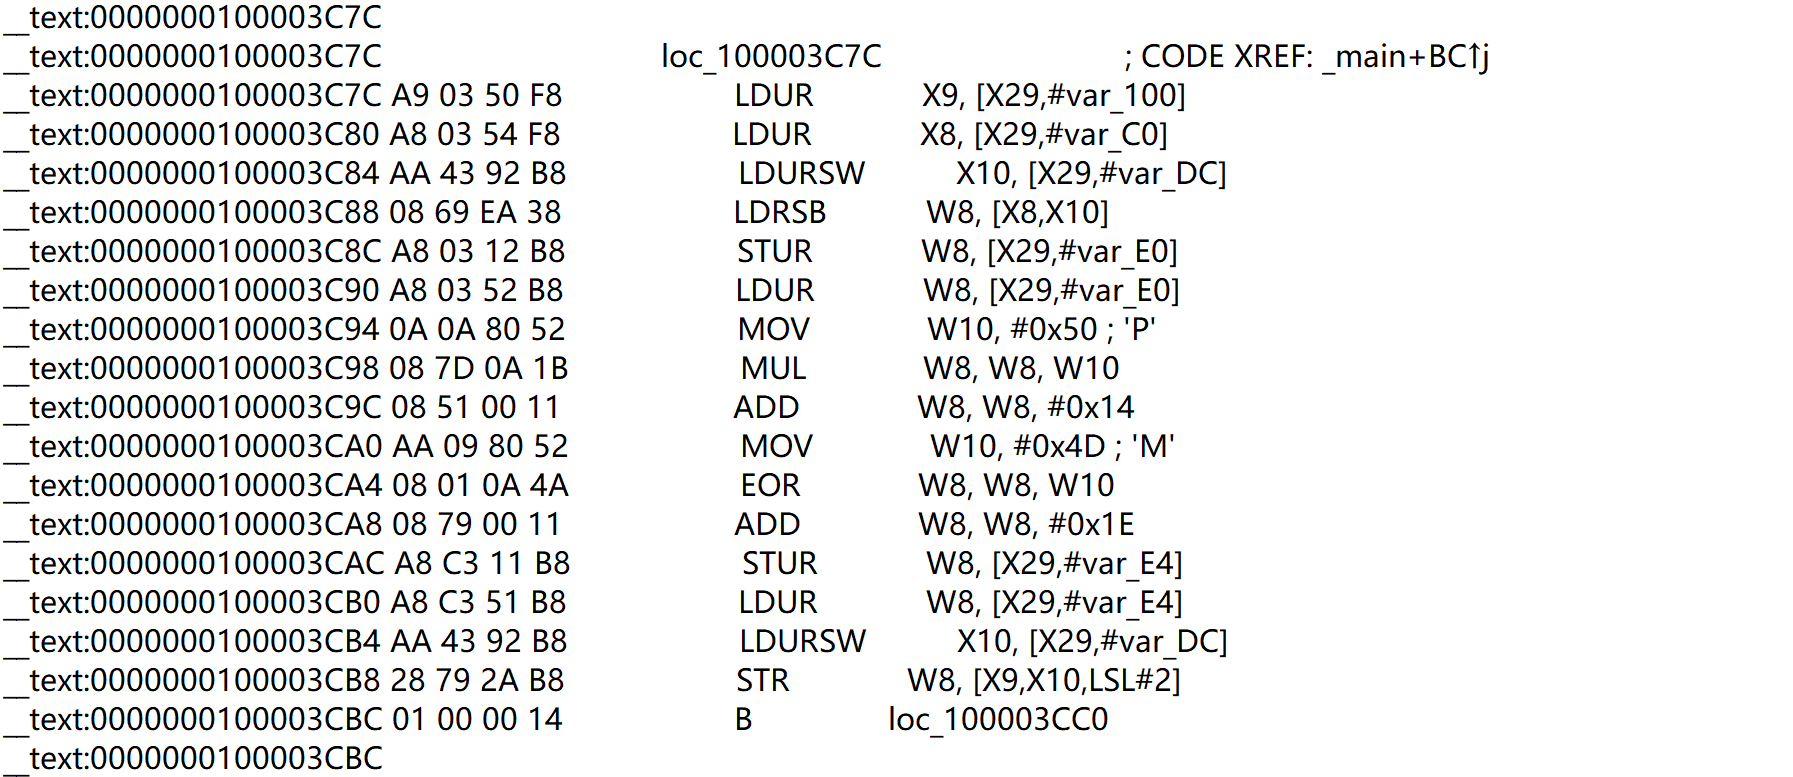 __text:0000000100003C7C
__text:0000000100003C7C loc_100003C7C ; CODE XREF: _main+BC↑j
__text:0000000100003C7C A9 03 50 F8 LDUR X9, [X29,#var_100]
__text:0000000100003C80 A8 03 54 F8 LDUR X8, [X29,#var_C0]
__text:0000000100003C84 AA 43 92 B8 LDURSW X10, [X29,#var_DC]
__text:0000000100003C88 08 69 EA 38 LDRSB W8, [X8,X10]
__text:0000000100003C8C A8 03 12 B8 STUR W8, [X29,#var_E0]
__text:0000000100003C90 A8 03 52 B8 LDUR W8, [X29,#var_E0]
__text:0000000100003C94 0A 0A 80 52 MOV W10, #0x50 ; 'P'
__text:0000000100003C98 08 7D 0A 1B MUL W8, W8, W10
__text:0000000100003C9C 08 51 00 11 ADD W8, W8, #0x14
__text:0000000100003CA0 AA 09 80 52 MOV W10, #0x4D ; 'M'
__text:0000000100003CA4 08 01 0A 4A EOR W8, W8, W10
__text:0000000100003CA8 08 79 00 11 ADD W8, W8, #0x1E
__text:0000000100003CAC A8 C3 11 B8 STUR W8, [X29,#var_E4]
__text:0000000100003CB0 A8 C3 51 B8 LDUR W8, [X29,#var_E4]
__text:0000000100003CB4 AA 43 92 B8 LDURSW X10, [X29,#var_DC]
__text:0000000100003CB8 28 79 2A B8 STR W8, [X9,X10,LSL#2]
__text:0000000100003CBC 01 00 00 14 B loc_100003CC0
__text:0000000100003CBC